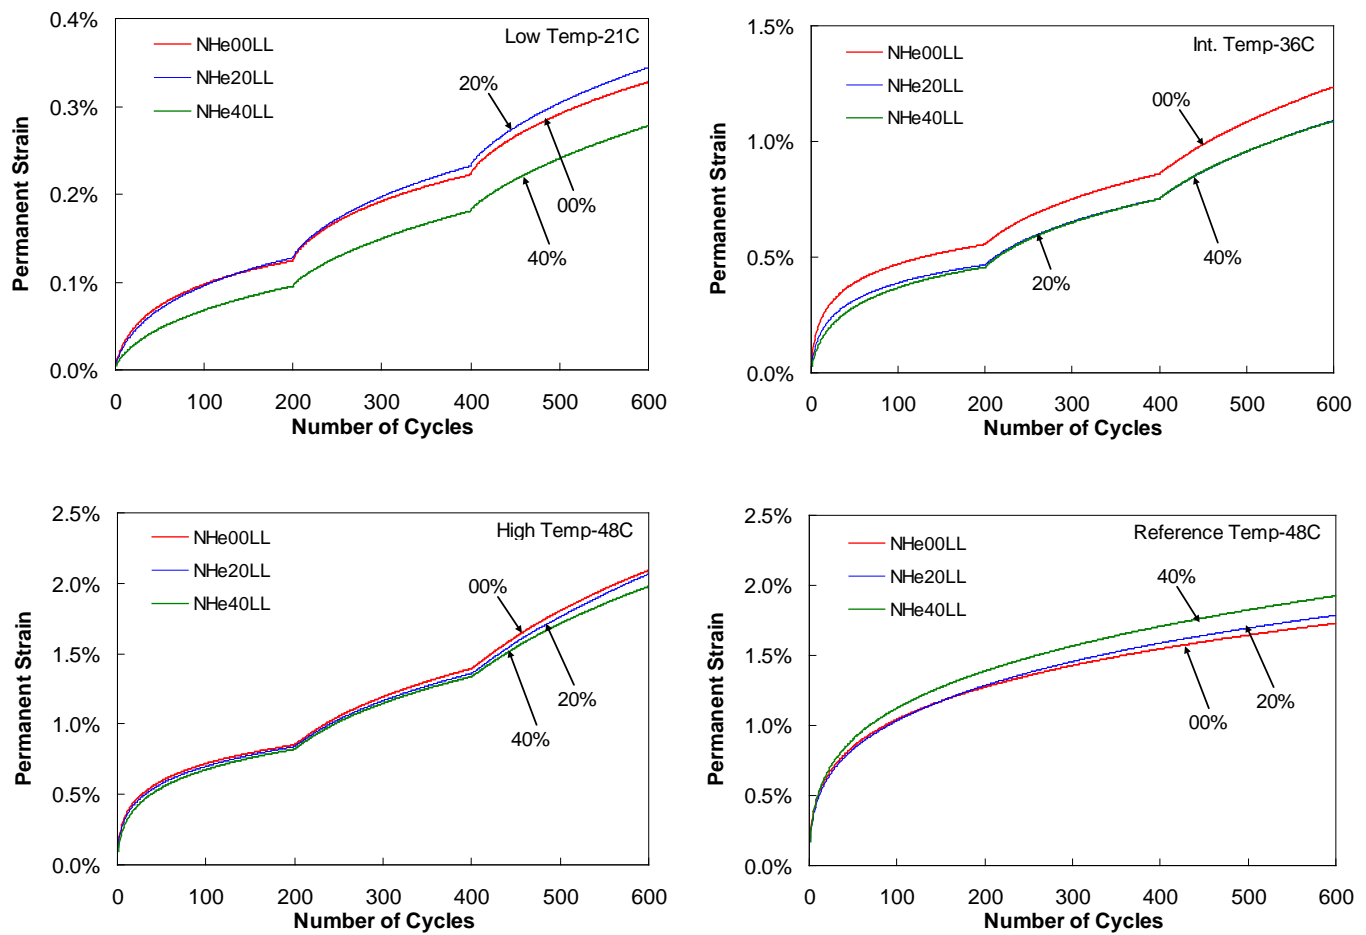 Low Temp-21C
NHe00LL
NHe20LL
NHe40LL
20%
00%
40%
0.4%
0.3%
0.2%
0.1%
0.0%
Permanent Strain
0 100 200 300 400 500 600
Number of Cycles
Int. Temp-36C
NHe00LL
NHe20LL
NHe40LL
00%
20%
40%
1.5%
1.0%
0.5%
0.0%
Permanent Strain
0 100 200 300 400 500 600
Number of Cycles
High Temp-48C
NHe00LL
NHe20LL
NHe40LL
00%
20%
40%
2.5%
2.0%
1.5%
1.0%
0.5%
0.0%
Permanent Strain
0 100 200 300 400 500 600
Number of Cycles
Reference Temp-48C
NHe00LL
NHe20LL
NHe40LL
40%
20%
00%
2.5%
2.0%
1.5%
1.0%
0.5%
0.0%
Permanent Strain
0 100 200 300 400 500 600
Number of Cycles